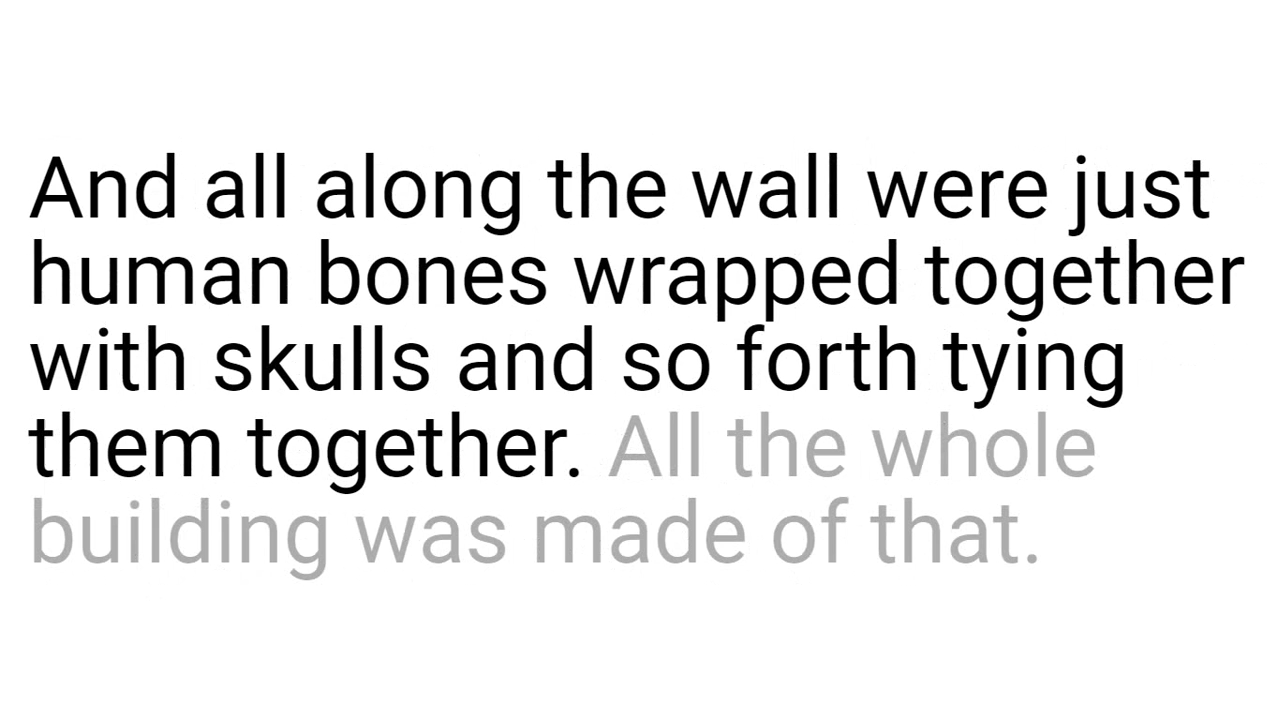 And all along the wall were just
human bones wrapped together
with skulls and so forth tying
them together. All the whole
building was made of that.